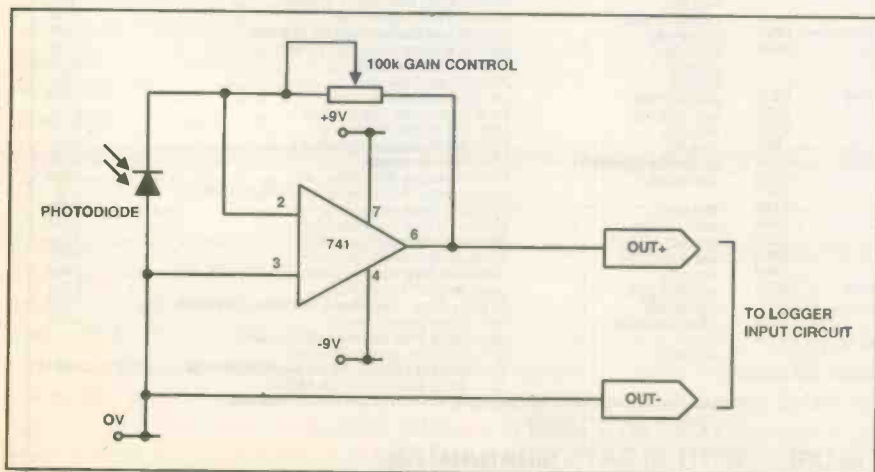 100k GAIN CONTROL
+9V
PHOTODIODE
2
7
741
6
OUT+
3
4
TO LOGGER
INPUT CIRCUIT
-9V
OUT-
0V